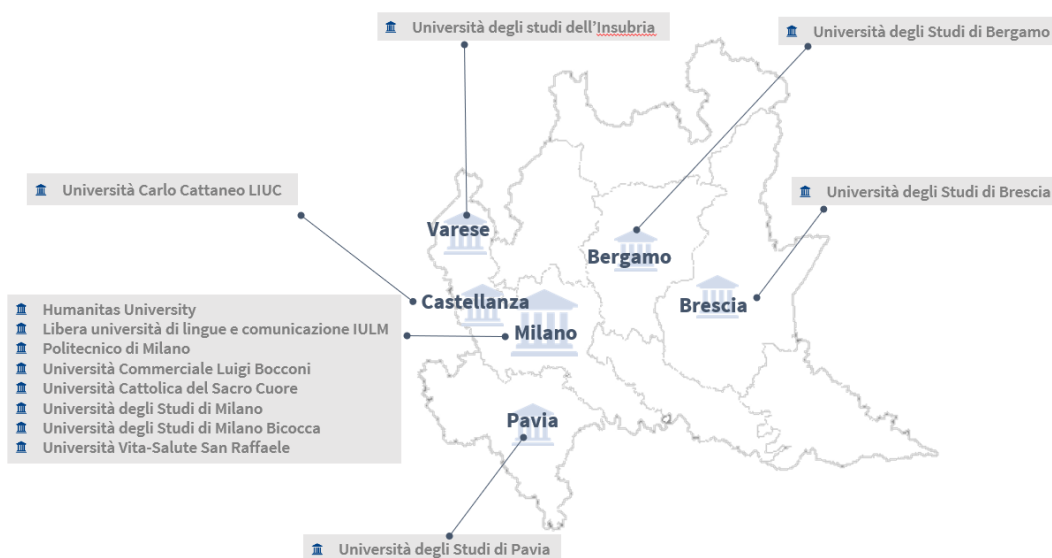 Università degli studi dell’Insubria
Università degli Studi di Bergamo
Università Carlo Cattaneo LIUC
Università degli Studi di Brescia
Varese
Bergamo
Castellanza
Brescia
Milano
Humanitas University
Libera università di lingue e comunicazione IULM
Politecnico di Milano
Università Commerciale Luigi Bocconi
Università Cattolica del Sacro Cuore
Università degli Studi di Milano
Università degli Studi di Milano Bicocca
Università Vita-Salute San Raffaele
Pavia
Università degli Studi di Pavia